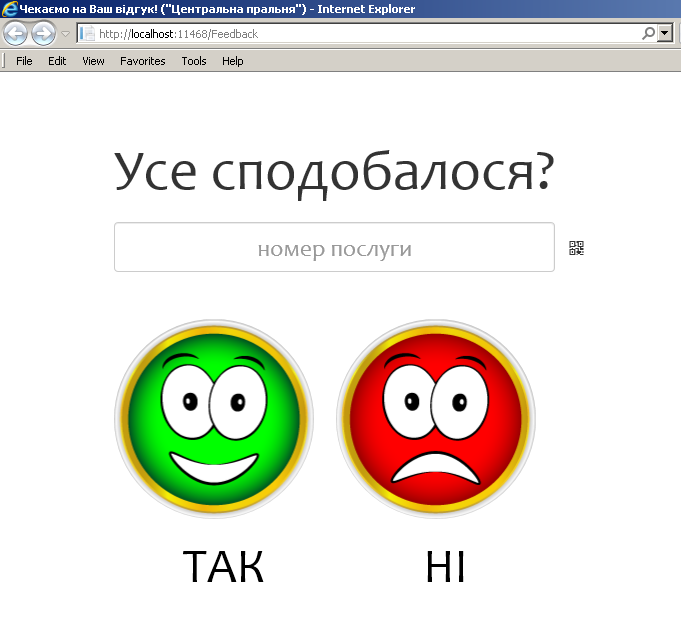 Чекаємо на Ваш відгук! ("Центральна пральня") - Internet Explorer
http://localhost:11468/Feedback
File Edit View Favorites Tools Help
Усе сподобалося?
номер послуги
ТАК НІ